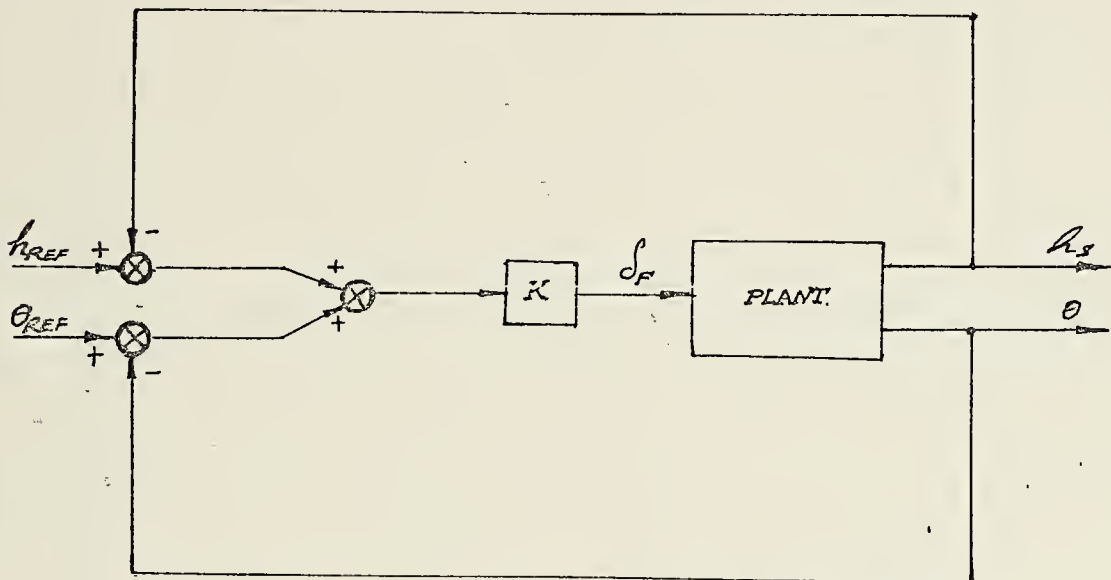 -
h_REF + +
K
δ_F
PLANT.
h_s
θ_REF + +
θ
-